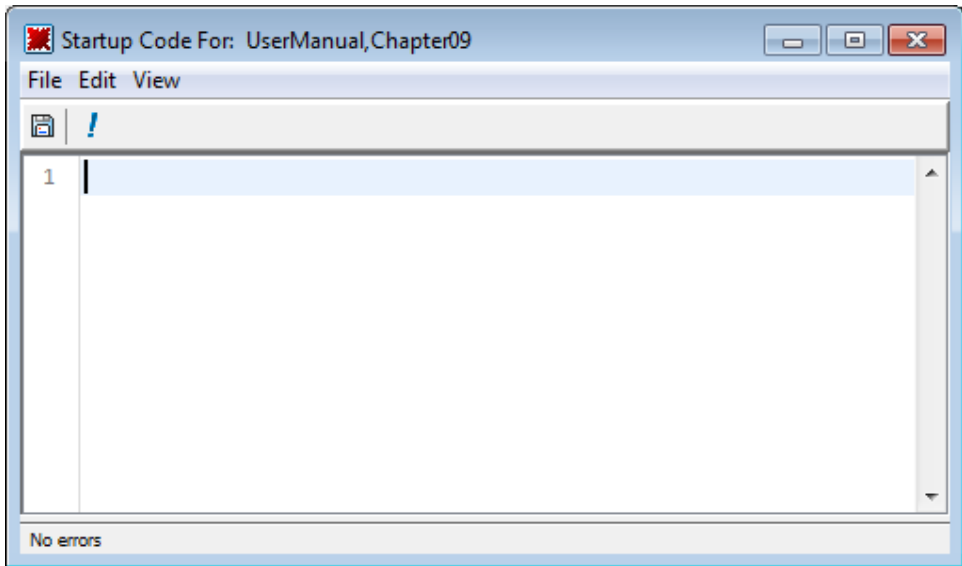 Startup Code For: UserManual,Chapter09
File Edit View
!
1
No errors